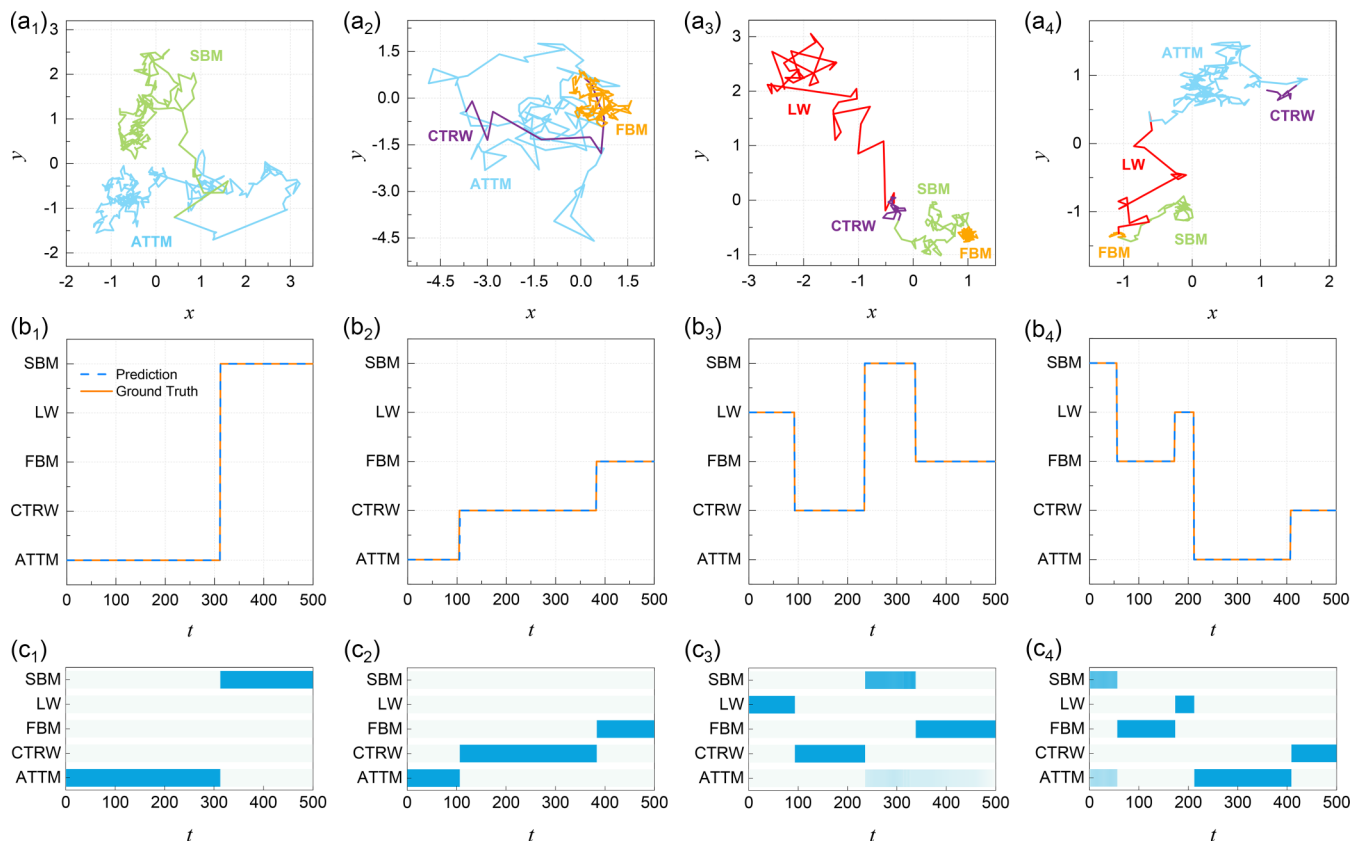 (a1)
3
2
1
0
-1
-2
y
SBM
ATTM
-2 -1 0 1 2 3
x
(a2)
1.5
0.0
-1.5
-3.0
-4.5
CTRW
FBM
ATTM
-4.5 -3.0 -1.5 0.0 1.5
x
(a3)
3
2
1
0
-1
y
LW
SBM
CTRW
FBM
-3 -2 -1 0 1
x
(a4)
1
0
-1
y
ATTM
CTRW
LW
FBM
SBM
-1 0 1 2
x
(b1)
SBM
LW
FBM
CTRW
ATTM
Prediction
Ground Truth
0 100 200 300 400 500
t
(b2)
SBM
LW
FBM
CTRW
ATTM
0 100 200 300 400 500
t
(b3)
SBM
LW
FBM
CTRW
ATTM
0 100 200 300 400 500
t
(b4)
SBM
LW
FBM
CTRW
ATTM
0 100 200 300 400 500
t
(c1)
SBM
LW
FBM
CTRW
ATTM
0 100 200 300 400 500
t
(c2)
SBM
LW
FBM
CTRW
ATTM
0 100 200 300 400 500
t
(c3)
SBM
LW
FBM
CTRW
ATTM
0 100 200 300 400 500
t
(c4)
SBM
LW
FBM
CTRW
ATTM
0 100 200 300 400 500
t